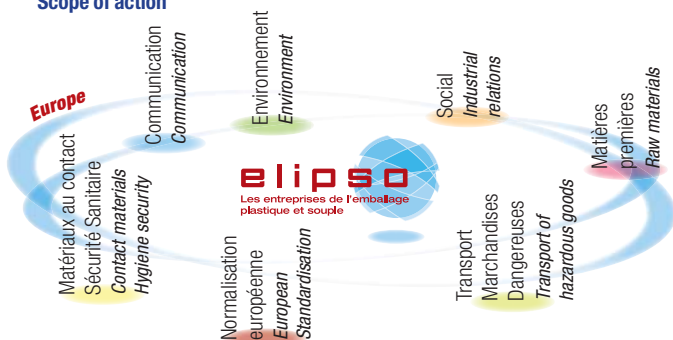 Scope of action
Europe
Communication
Communication
Environnement
Environment
Social
Industrial
relations
Matières
premières
Raw materials
elipso
Les entreprises de l'emballage
plastique et souple
Matériaux au contact
Sécurité Sanitaire
Contact materials
Hygiene security
Normalisation
européenne
European
Standardisation
Transport
Marchandises
Dangereuses
Transport of
hazardous goods